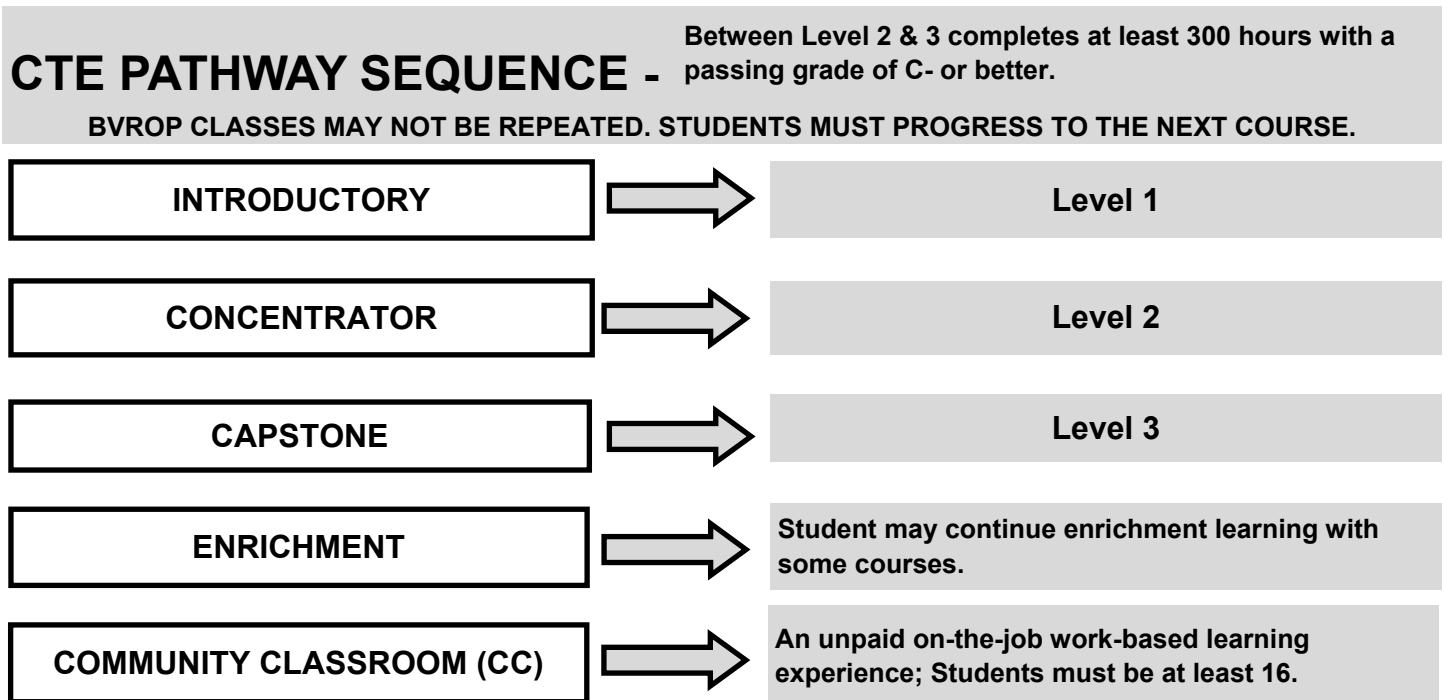 CTE PATHWAY SEQUENCE -
Between Level 2 & 3 completes at least 300 hours with a
passing grade of C- or better.
BVROP CLASSES MAY NOT BE REPEATED. STUDENTS MUST PROGRESS TO THE NEXT COURSE.
INTRODUCTORY
Level 1
CONCENTRATOR
Level 2
CAPSTONE
Level 3
ENRICHMENT
Student may continue enrichment learning with
some courses.
COMMUNITY CLASSROOM (CC)
An unpaid on-the-job work-based learning
experience; Students must be at least 16.